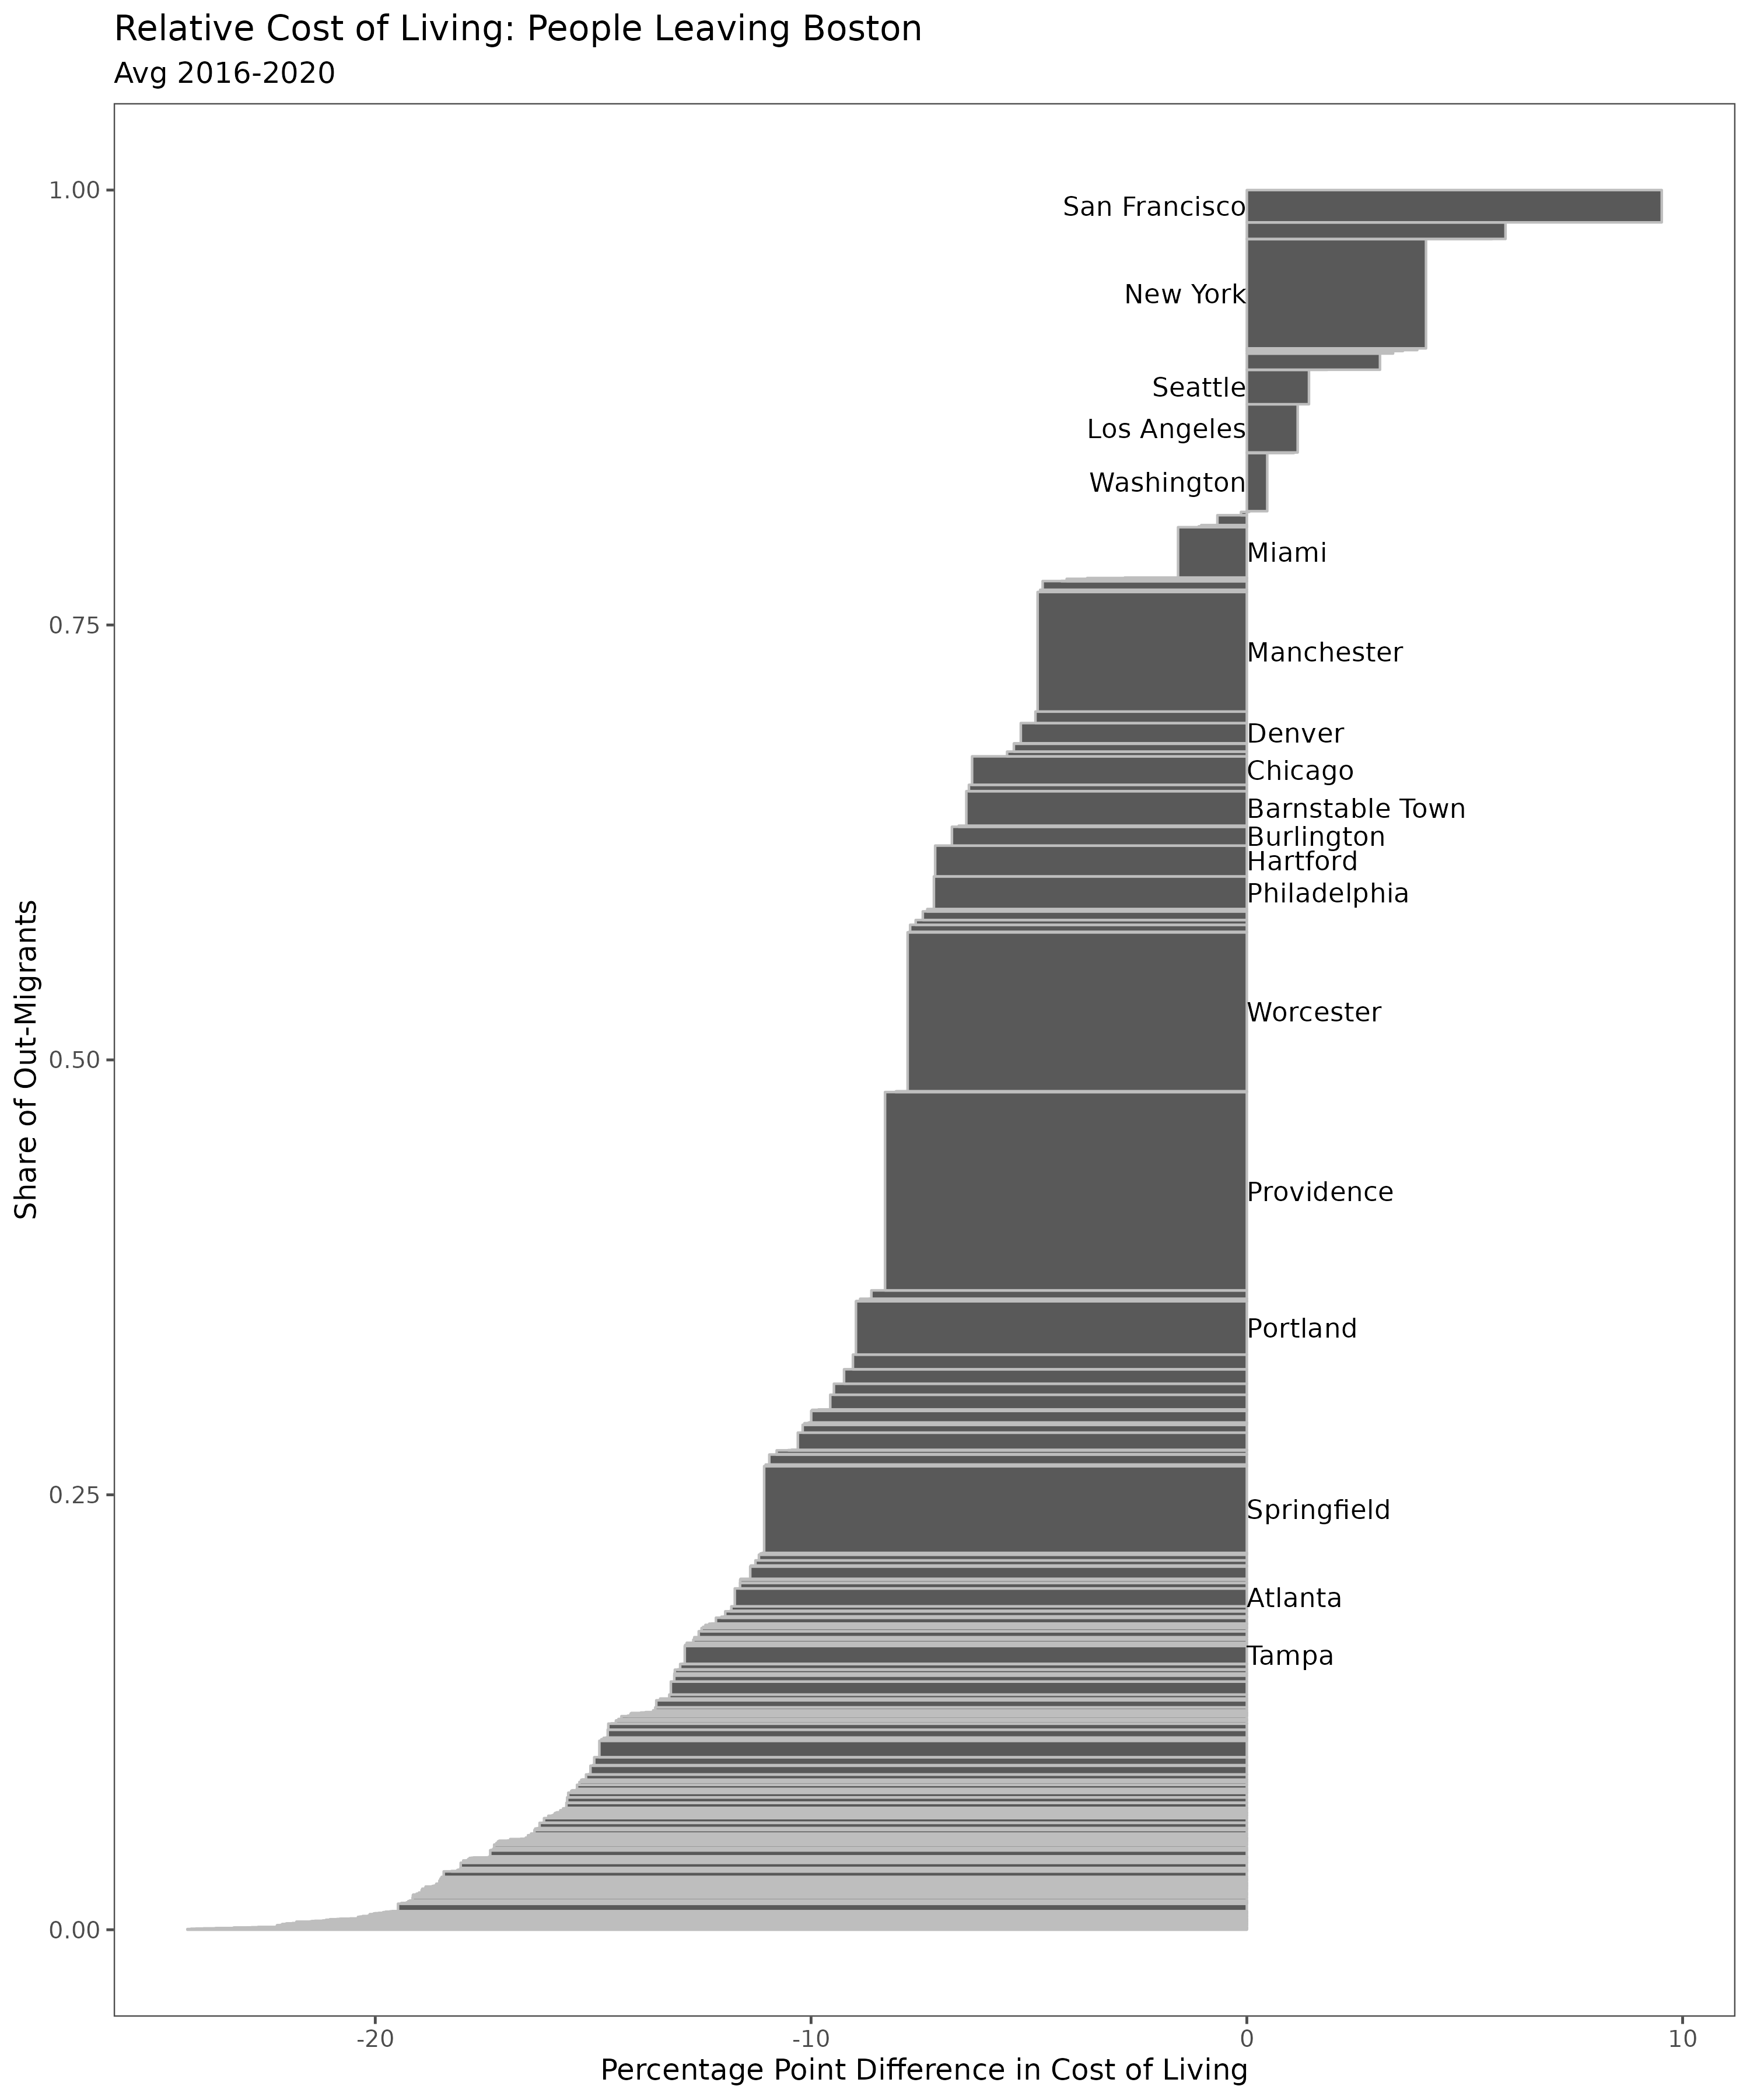 Relative Cost of Living: People Leaving Boston
Avg 2016-2020
1.00
San Francisco
New York
Seattle
Los Angeles
Washington
Miami
0.75
Manchester
Denver
Chicago
Barnstable Town
Burlington
Hartford
Philadelphia
Share of Out-Migrants
Worcester
0.50
Providence
Portland
0.25
Springfield
Atlanta
Tampa
0.00
-20
-10
0
10
Percentage Point Difference in Cost of Living